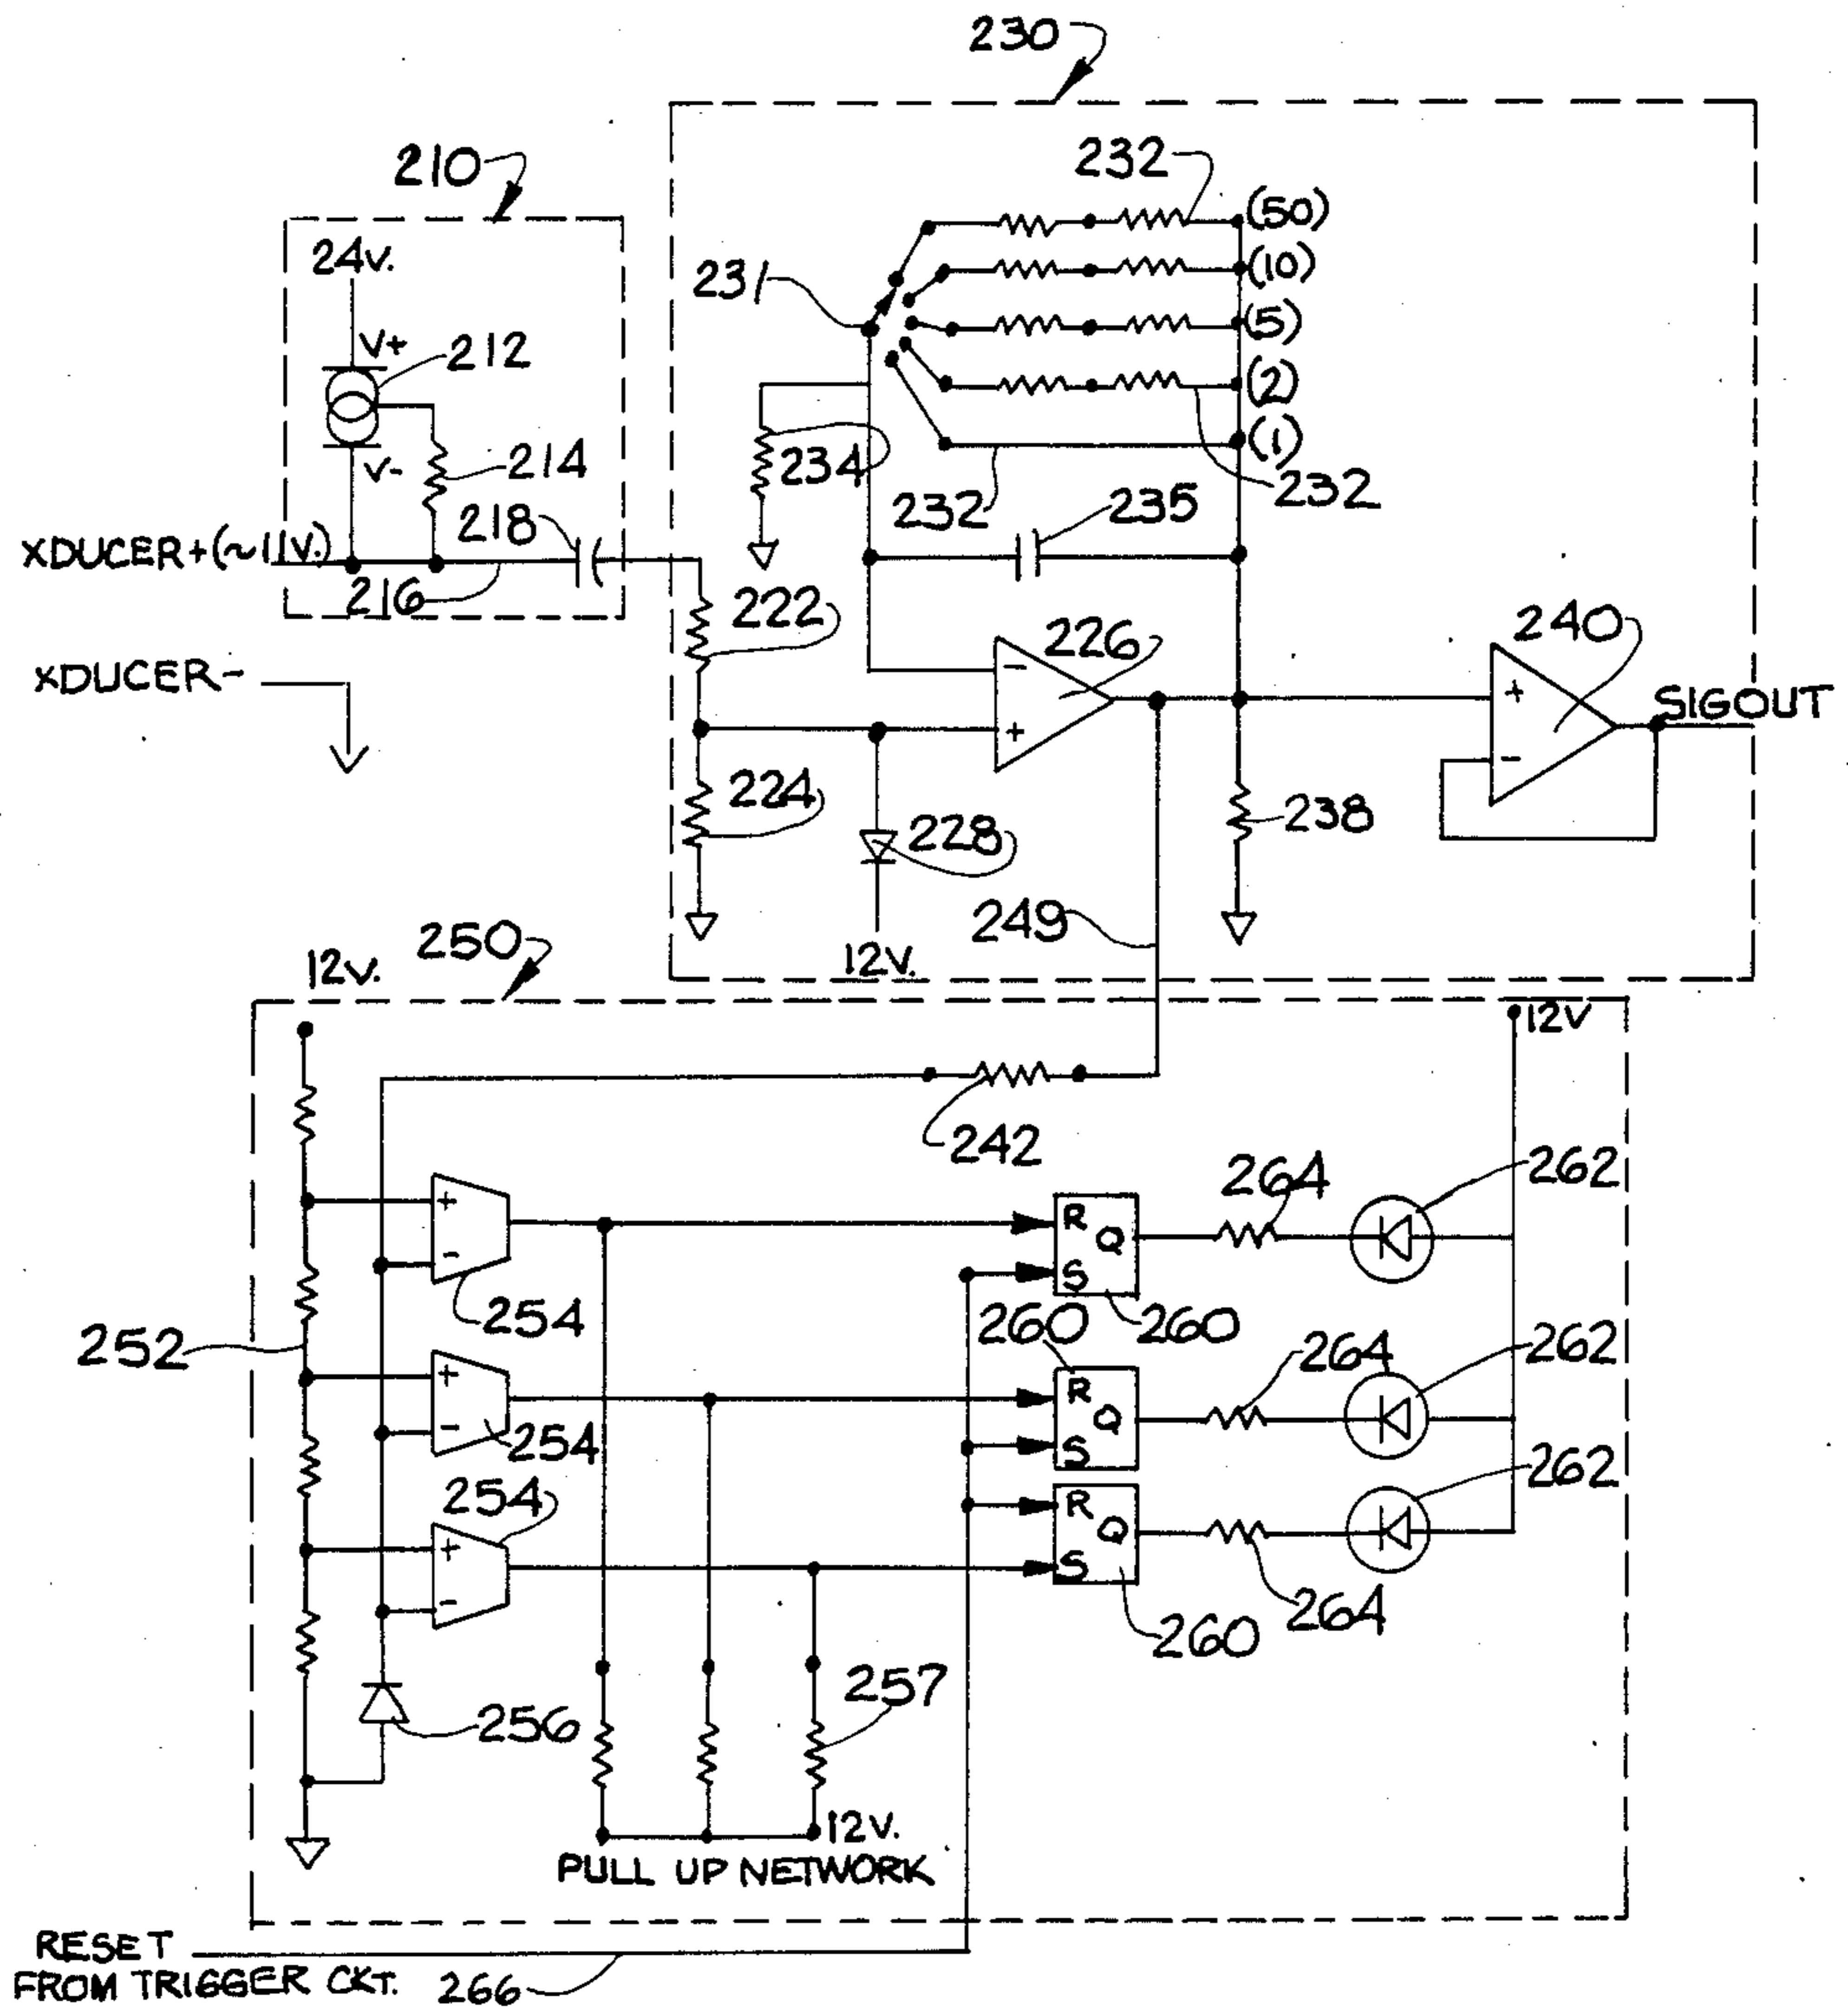 230
210
232
(50)
24V.
231
(10)
V+
212
(5)
(2)
V-
214
234
(1)
218
232
235
232
XDUCER+(~11V.)
216
222
226
240
XDUCER-
-
+
+
-
SIGOUT
224
228
238
249
12V.
12V.
250
12V
242
264
262
+
-
R
Q
S
254
260
260
252
264
262
+
-
R
Q
S
254
254
262
+
-
R
Q
S
264
260
256
257
12V.
PULL UP NETWORK
RESET
FROM TRIGGER CKT.
266